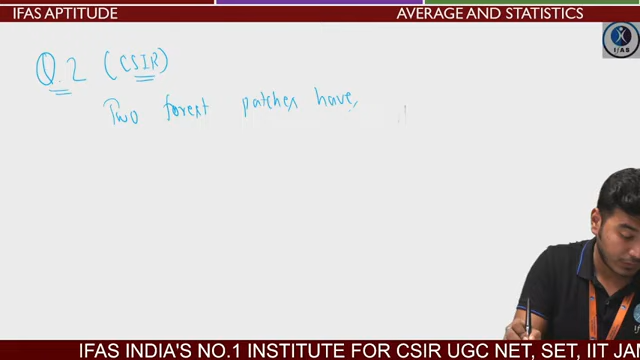 IFAS APTITUDE
AVERAGE AND STATISTICS
IFAS
Q.2 (CSIR)
Two forest patches have,
IFAS INDIA'S NO.1 INSTITUTE FOR CSIR UGC NET, SET, IIT JA